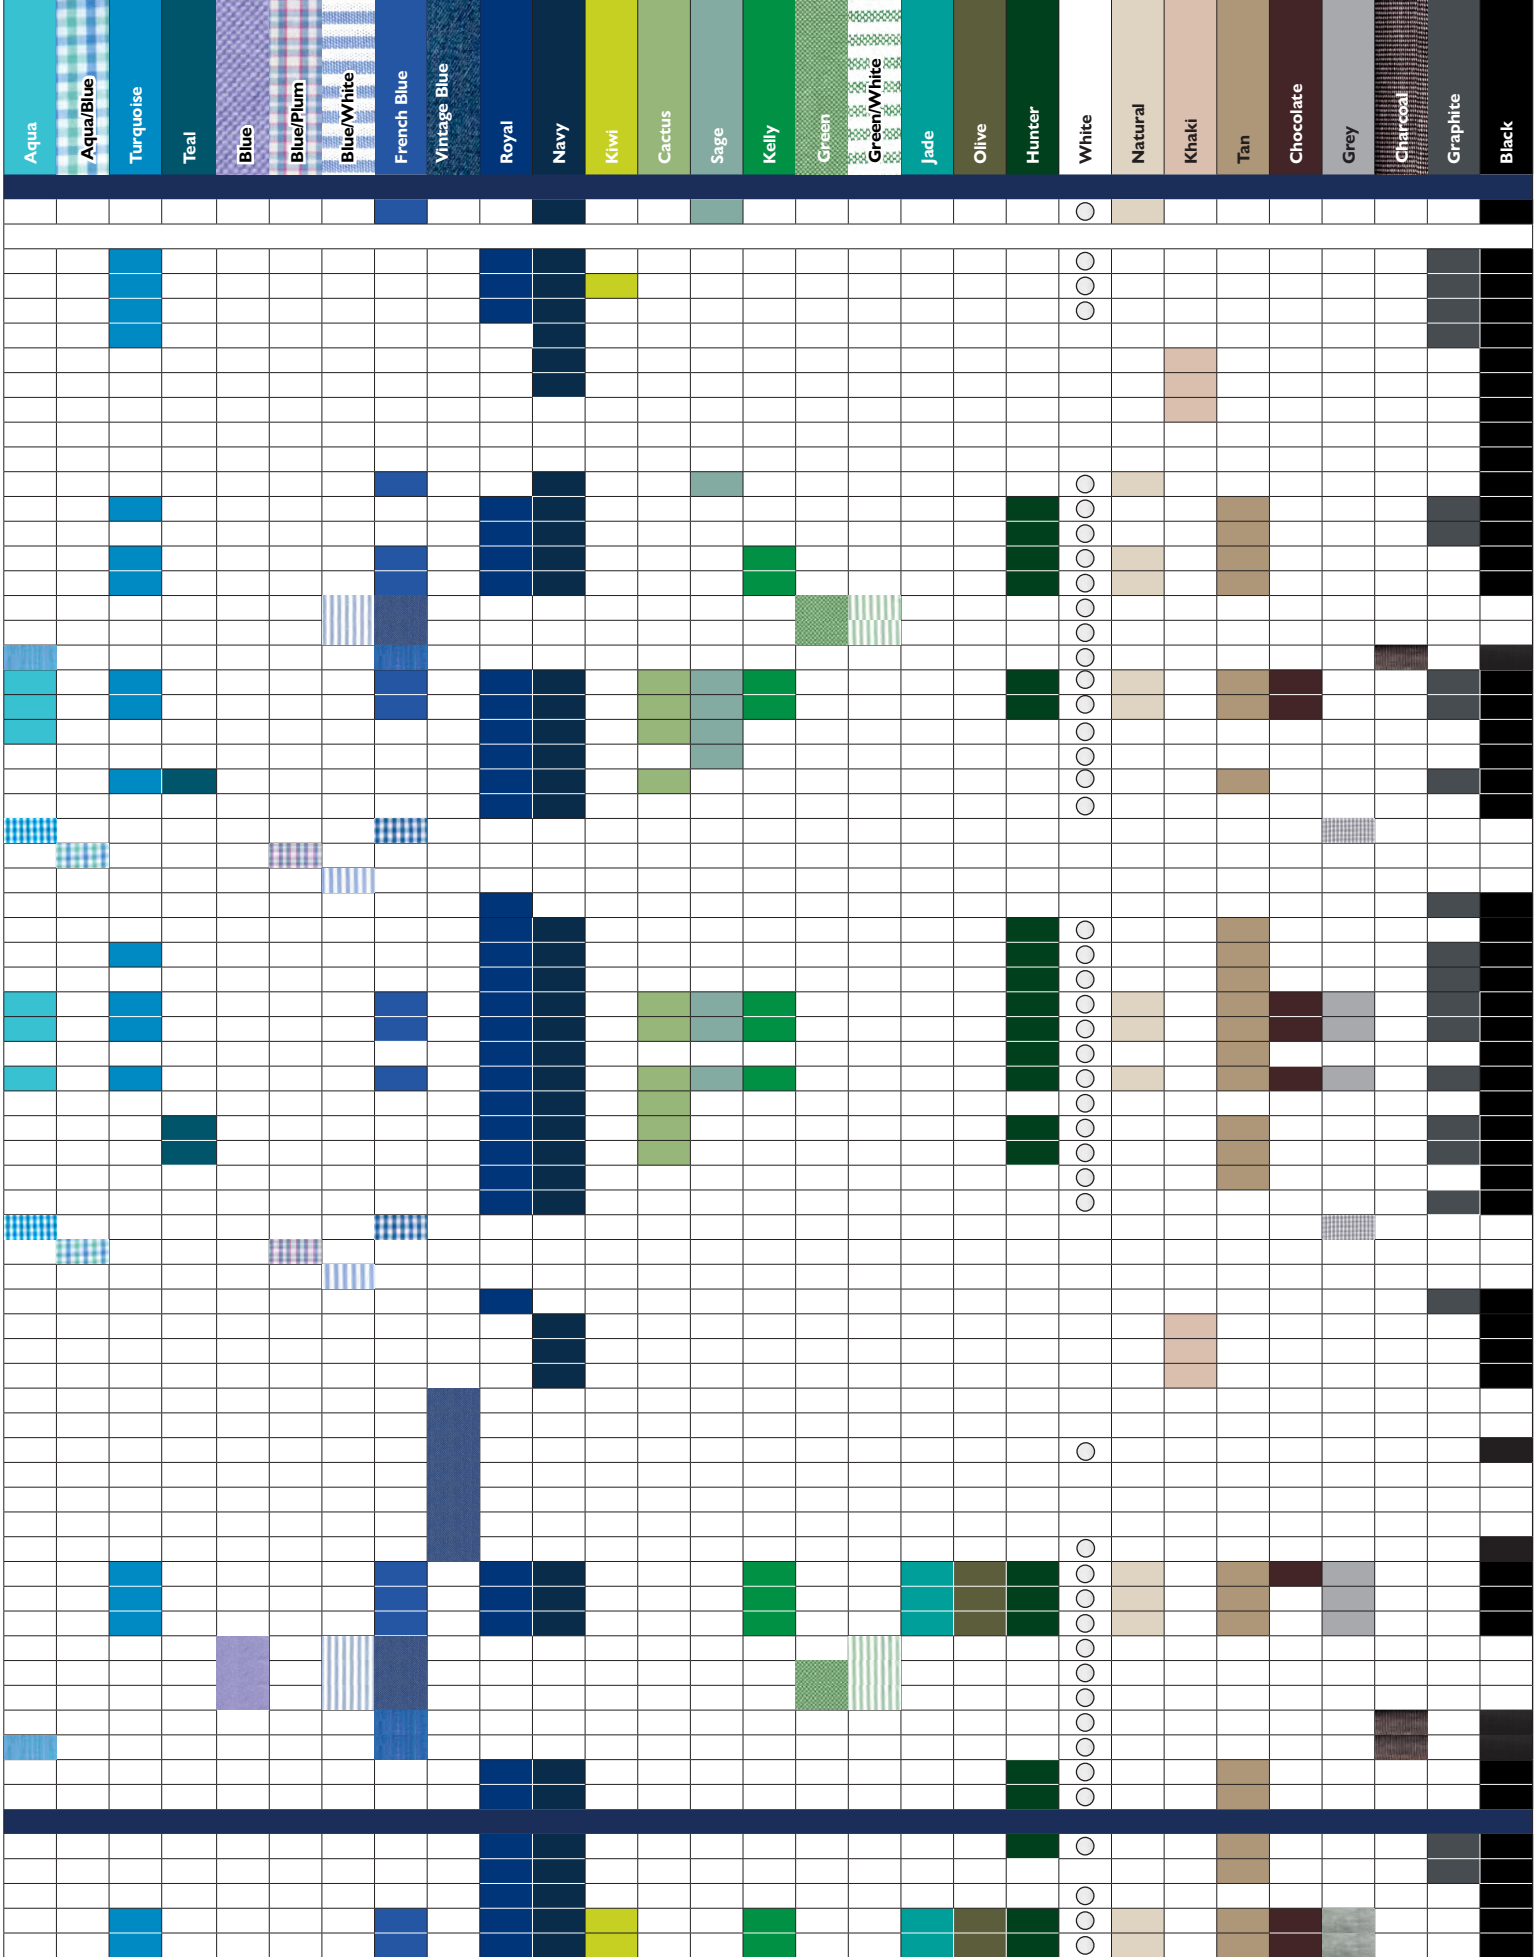 Aqua
Aqua/Blue
Turquoise
Teal
Blue
Blue/Plum
Blue/White
French Blue
Vintage Blue
Royal
Navy
Kiwi
Cactus
Sage
Kelly
Green
Green/White
Jade
Olive
Hunter
White
Natural
Khaki
Tan
Chocolate
Grey
Charcoal
Graphite
Black